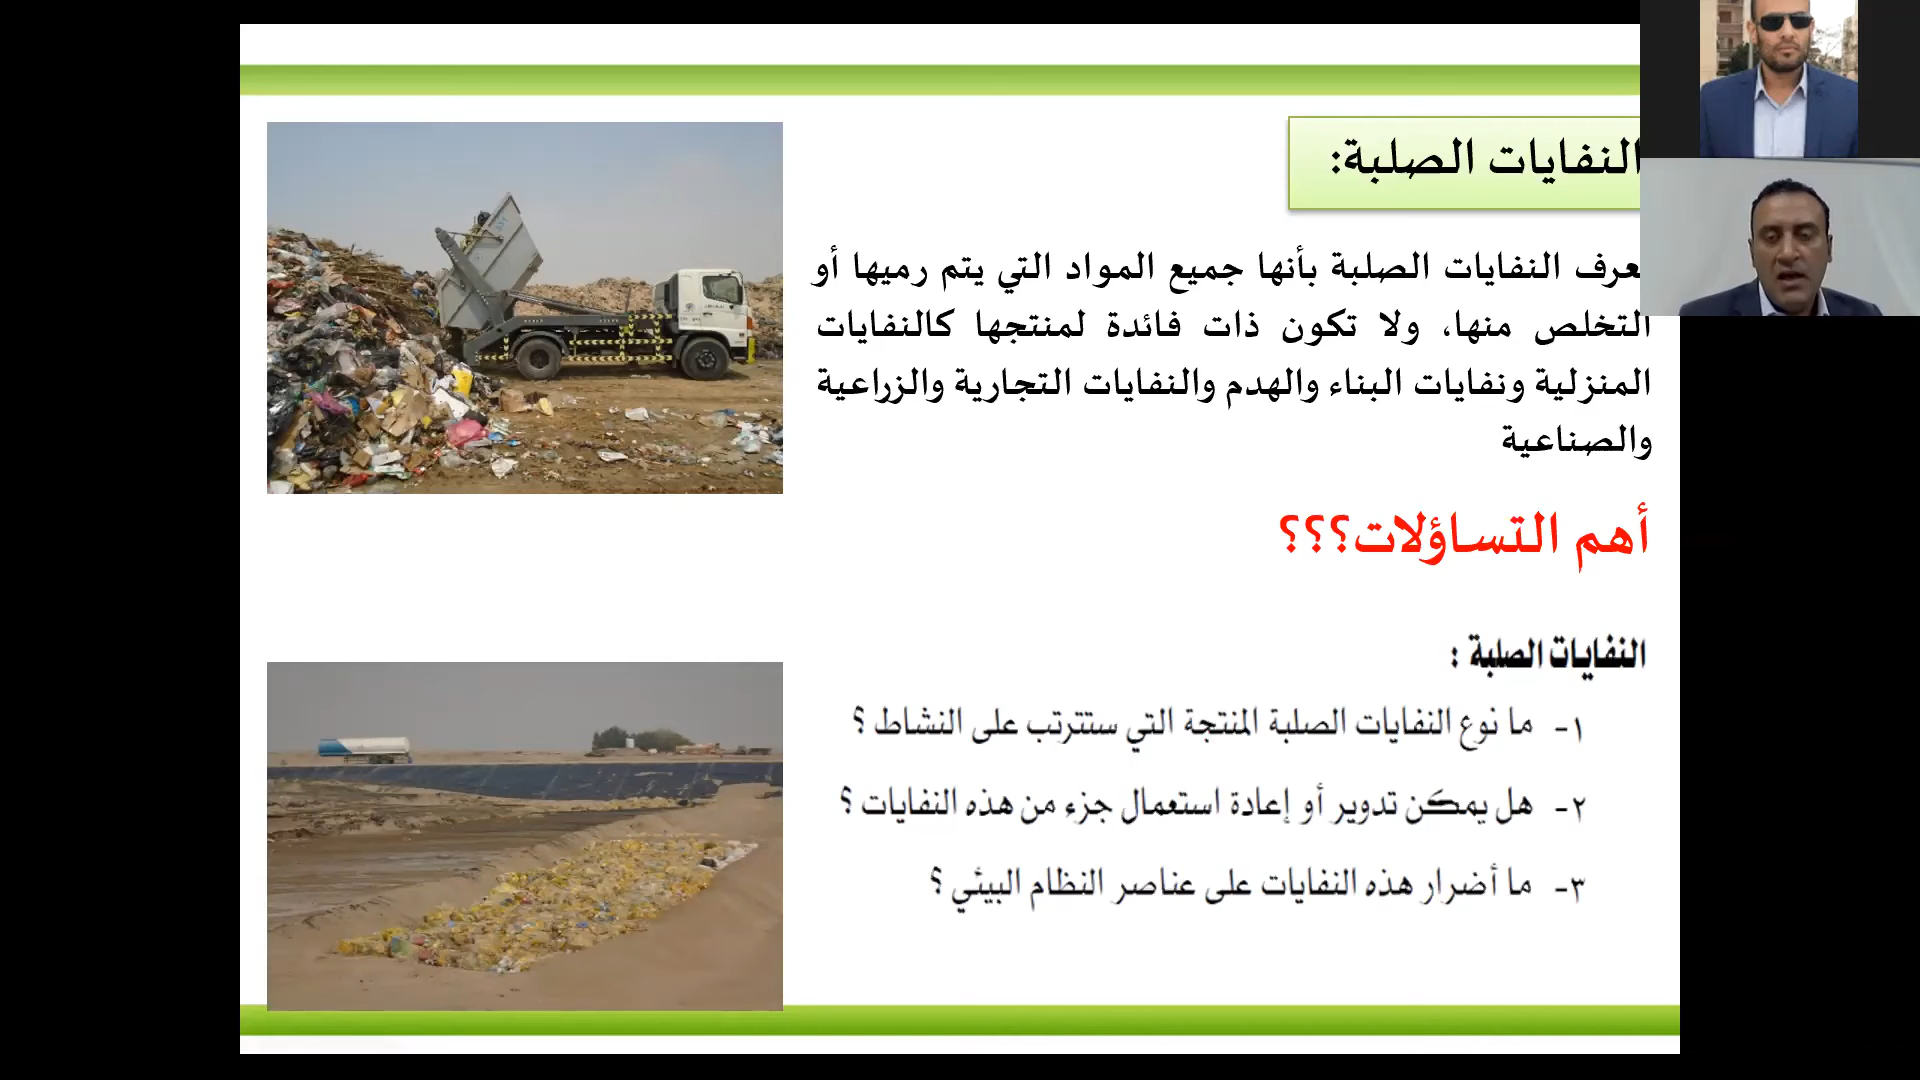 النفايات الصلبة:
عرف النفايات الصلبة بأنها جميع المواد التي يتم رميها أو
التخلص منها، ولا تكون ذات فائدة لمنتجها كالنفايات
المنزلية ونفايات البناء والهدم والنفايات التجارية والزراعية
والصناعية
أهم التساؤلات؟؟؟
النفايات الصلبة :
١- ما نوع النفايات الصلبة المنتجة التي ستترتب على النشاط ؟
٢- هل يمكن تدوير أو إعادة استعمال جزء من هذه النفايات ؟
٣- ما أضرار هذه النفايات على عناصر النظام البيئي ؟